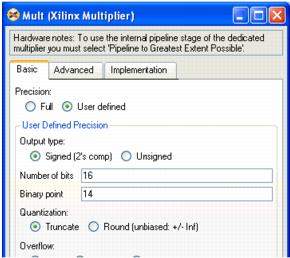 Mult (Xilinx Multiplier)
Hardware notes: To use the internal pipeline stage of the dedicated
multiplier you must select 'Pipeline to Greatest Extent Possible'.
Basic Advanced Implementation
Precision:
Full User defined
User Defined Precision
Output type:
Signed (2's comp) Unsigned
Number of bits 16
Binary point 14
Quantization:
Truncate Round (unbiased: +/- Inf)
Overflow: